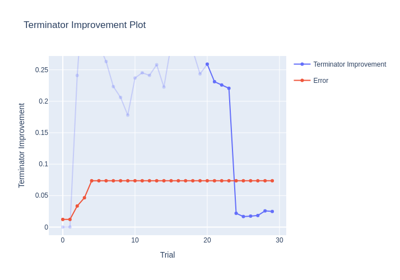 Terminator Improvement Plot
Terminator Improvement
Error
0.25
0.2
0.15
0.1
0.05
0
Terminator Improvement
0
10
20
30
Trial